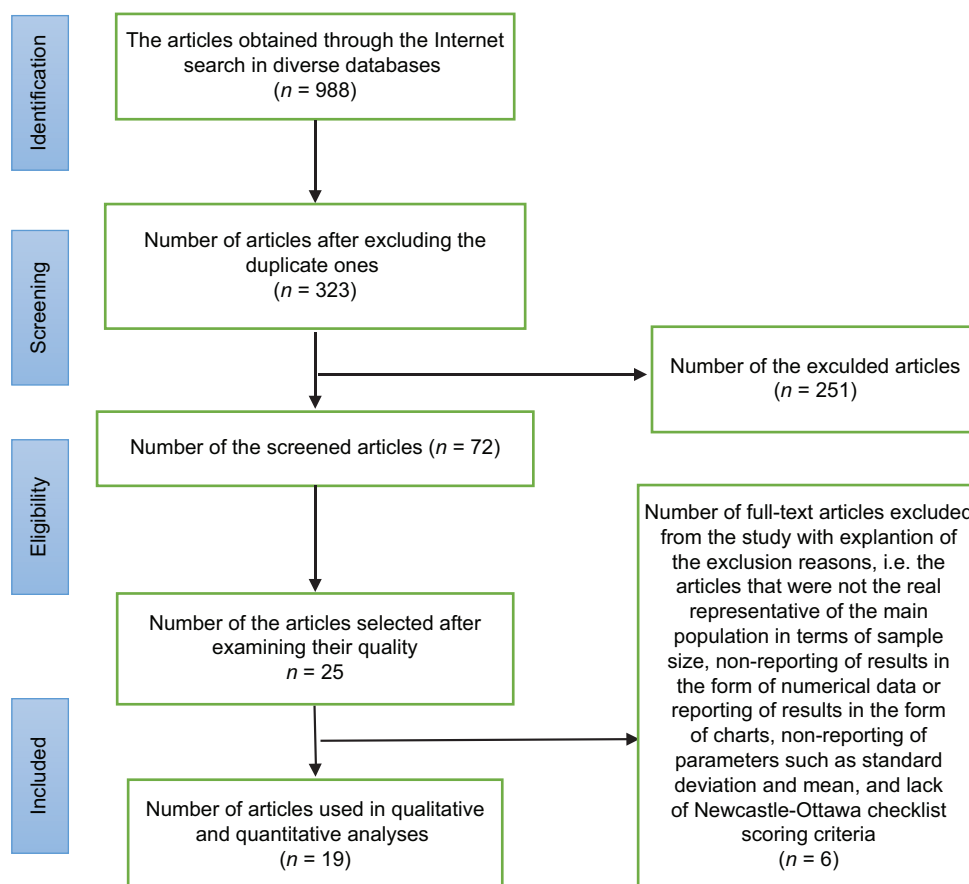 Identification
The articles obtained through the Internet
search in diverse databases
(n = 988)
Screening
Number of articles after excluding the
duplicate ones
(n = 323)
Number of the exculded articles
(n = 251)
Eligibility
Number of the screened articles (n = 72)
Number of full-text articles excluded
from the study with explantion of
the exclusion reasons, i.e. the
articles that were not the real
representative of the main
population in terms of sample
size, non-reporting of results in
the form of numerical data or
reporting of results in the form
of charts, non-reporting of
parameters such as standard
deviation and mean, and lack
of Newcastle-Ottawa checklist
scoring criteria
(n = 6)
Number of the articles selected after
examining their quality
n = 25
Included
Number of articles used in qualitative
and quantitative analyses
(n = 19)